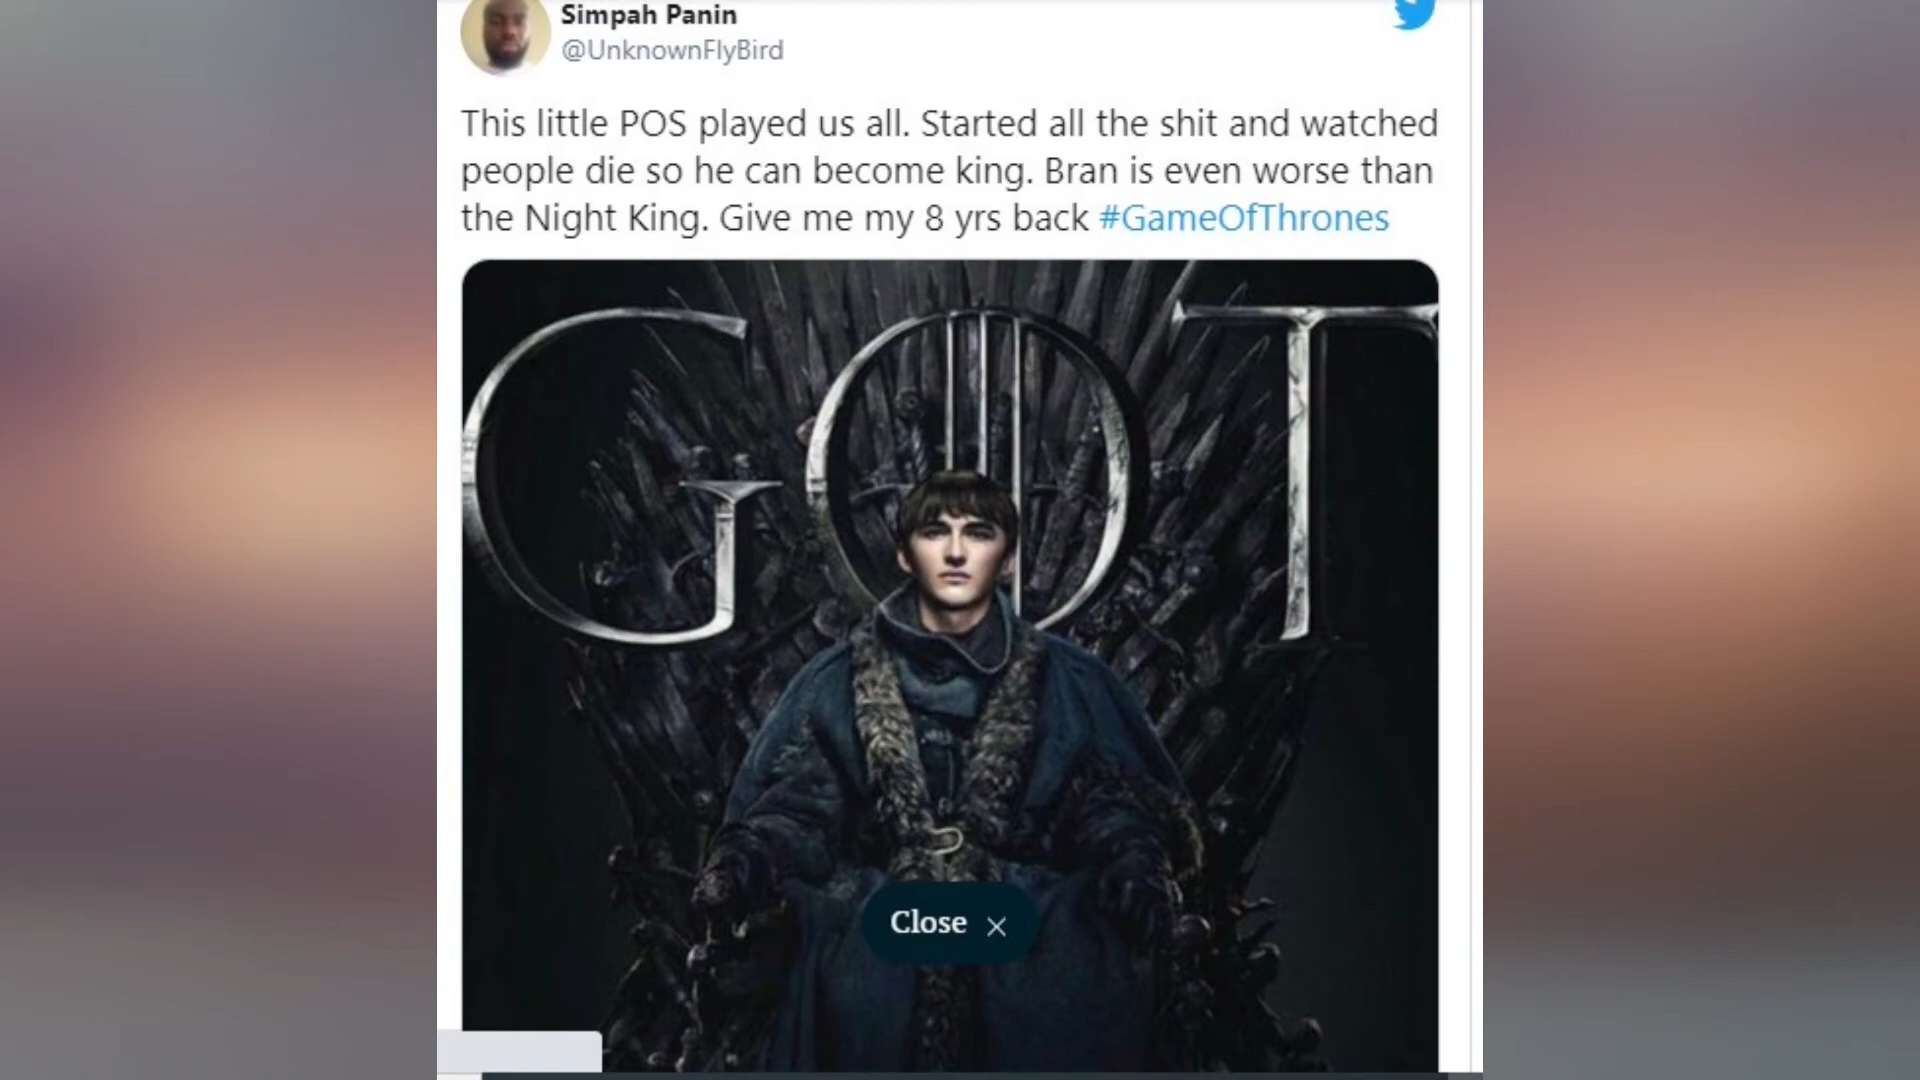 Simpah Panin
@UnknownFlyBird
This little POS played us all. Started all the shit and watched
people die so he can become king. Bran is even worse than
the Night King. Give me my 8 yrs back #GameOfThrones
GOT
Close